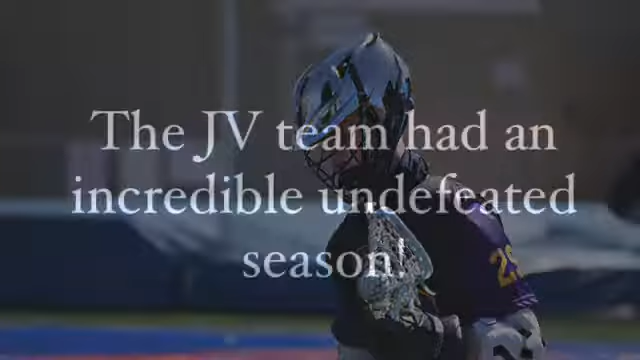 The JV team had an
incredible undefeated
season!